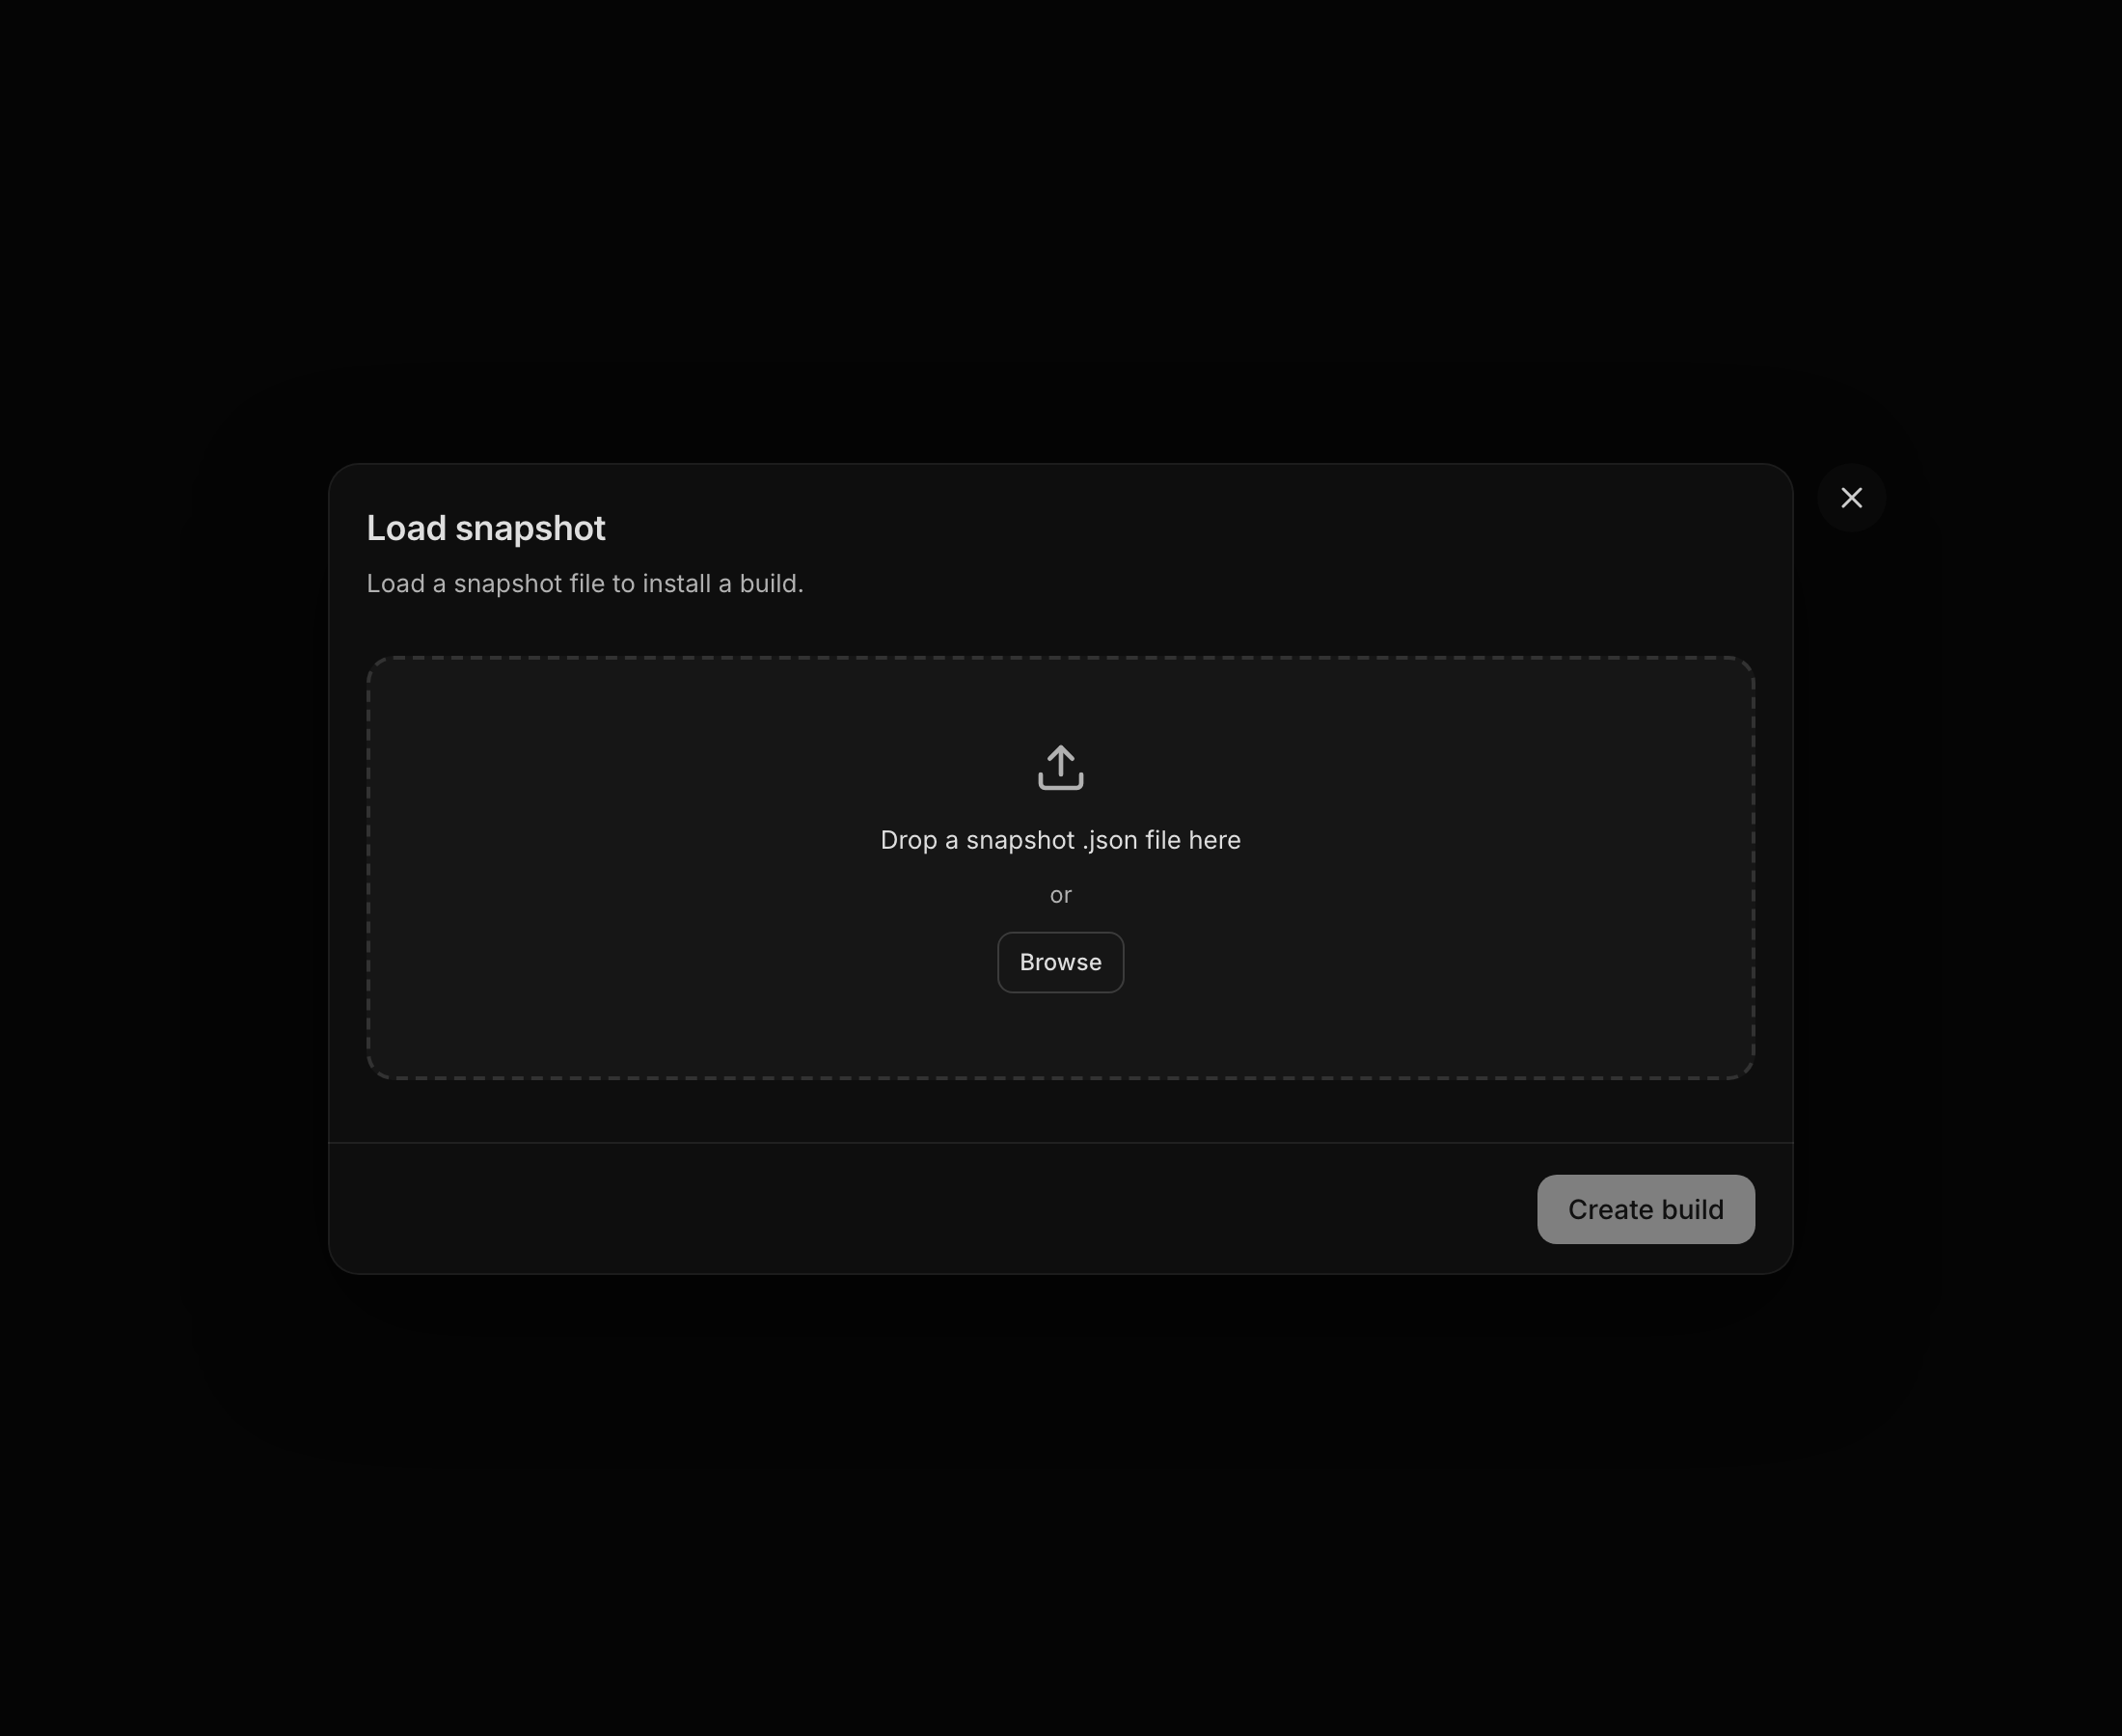 Load snapshot
Load a snapshot file to install a build.
Drop a snapshot .json file here
or
Browse
Create build